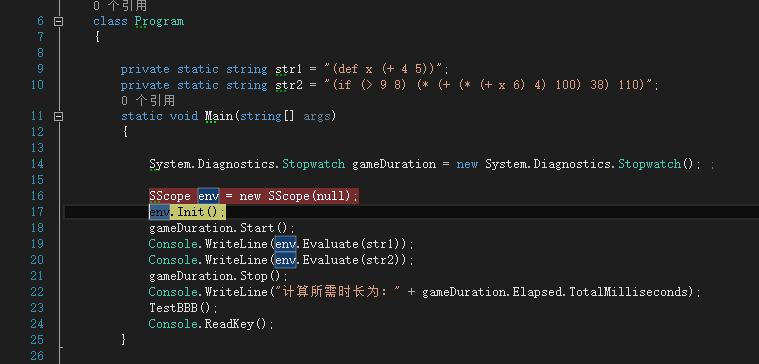 0 个引用
6 class Program
7 {
8
9 private static string str1 = "(def x (+ 4 5))";
10 private static string str2 = "(if (> 9 8) (* (+ (* (+ x 6) 4) 100) 38) 110)";
0 个引用
11 static void Main(string[] args)
12 {
13
14 System.Diagnostics.Stopwatch gameDuration = new System.Diagnostics.Stopwatch(); ;
15
16 SScope env = new SScope(null);
17 env.Init();
18 gameDuration.Start();
19 Console.WriteLine(env.Evaluate(str1));
20 Console.WriteLine(env.Evaluate(str2));
21 gameDuration.Stop();
22 Console.WriteLine("计算所需时长为：" + gameDuration.Elapsed.TotalMilliseconds);
23 TestBBB();
24 Console.ReadKey();
25 }
26